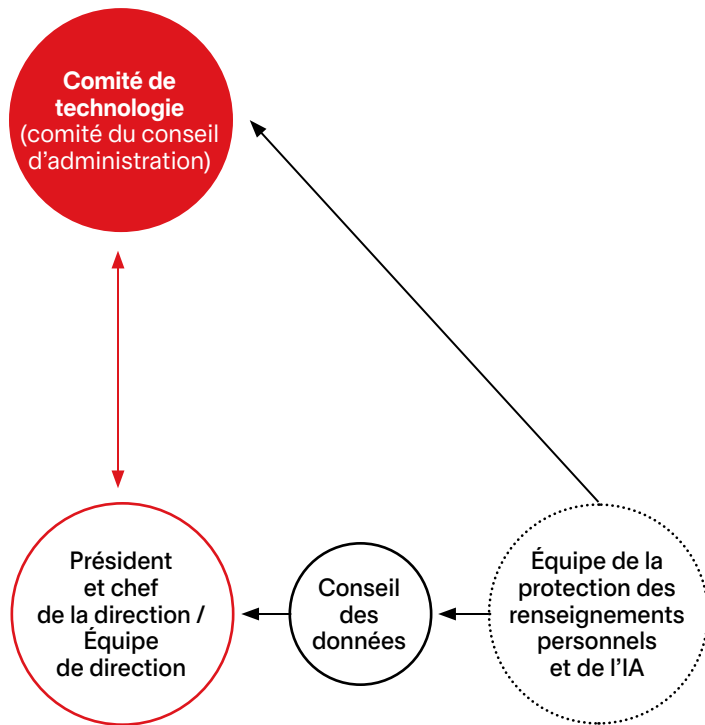 Comité de
technologie
(comité du conseil
d’administration)
Président
et chef
de la direction /
Équipe
de direction
Conseil
des
données
Équipe de la
protection des
renseignements
personnels
et de l’IA